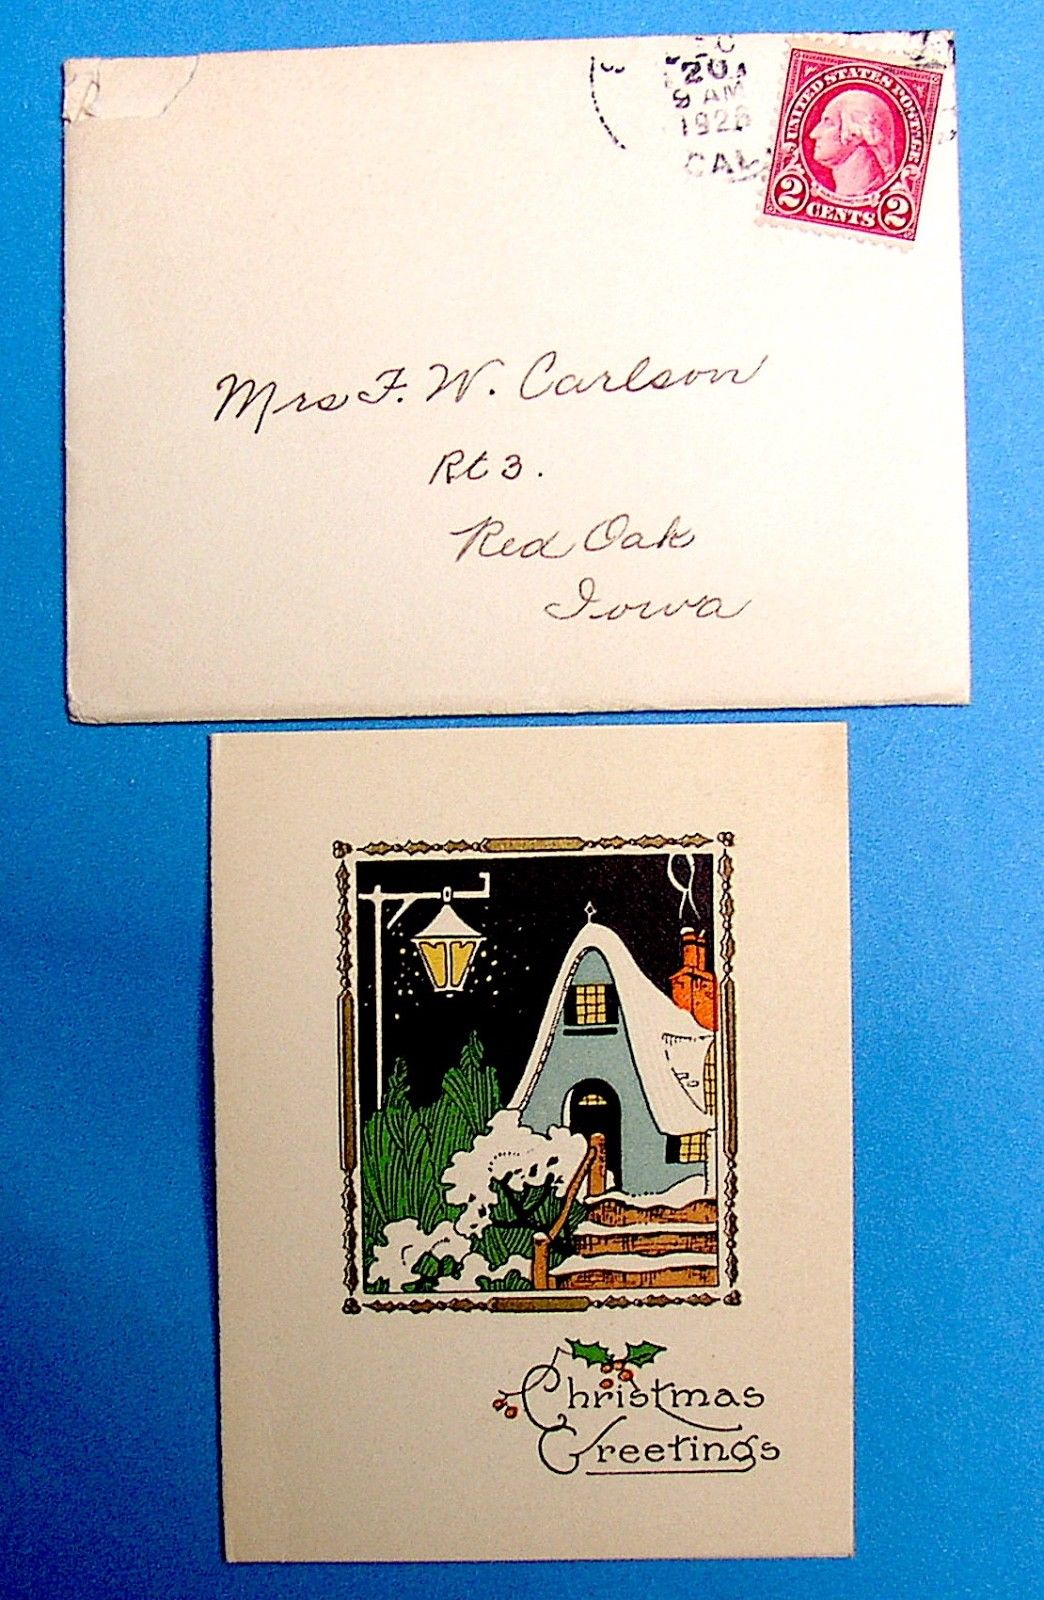 20
9 AM
192
CAL
UNITED STATES POSTAGE
2 CENTS 2
Mrs F. W. Carlson
Rt 3.
Red Oak
Iowa
Christmas
Greetings